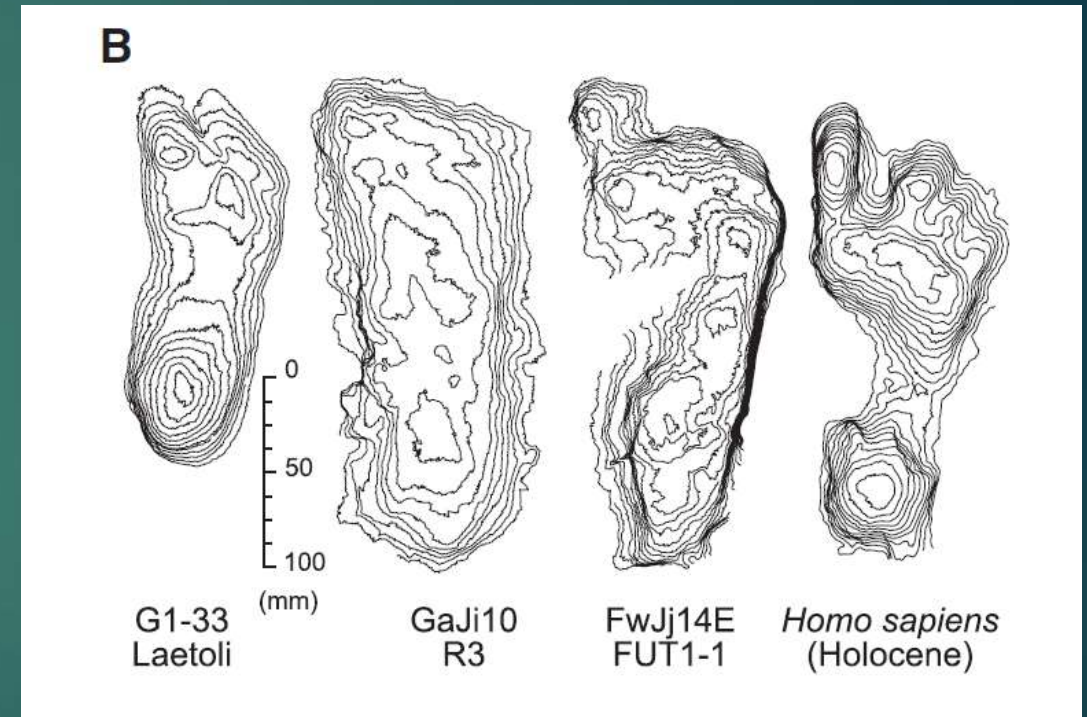 B
0
50
100
(mm)
G1-33
Laetoli
GaJi10
R3
FwJj14E
FUT1-1
Homo sapiens
(Holocene)